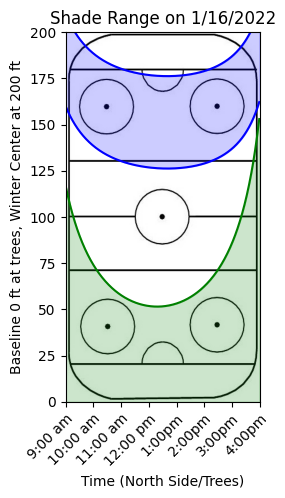 Shade Range on 1/16/2022
Baseline 0 ft at trees, Winter Center at 200 ft
200
175
150
125
100
75
50
25
0
9:00 am
10:00 am
11:00 am
12:00 pm
1:00pm
2:00pm
3:00pm
4:00pm
Time (North Side/Trees)